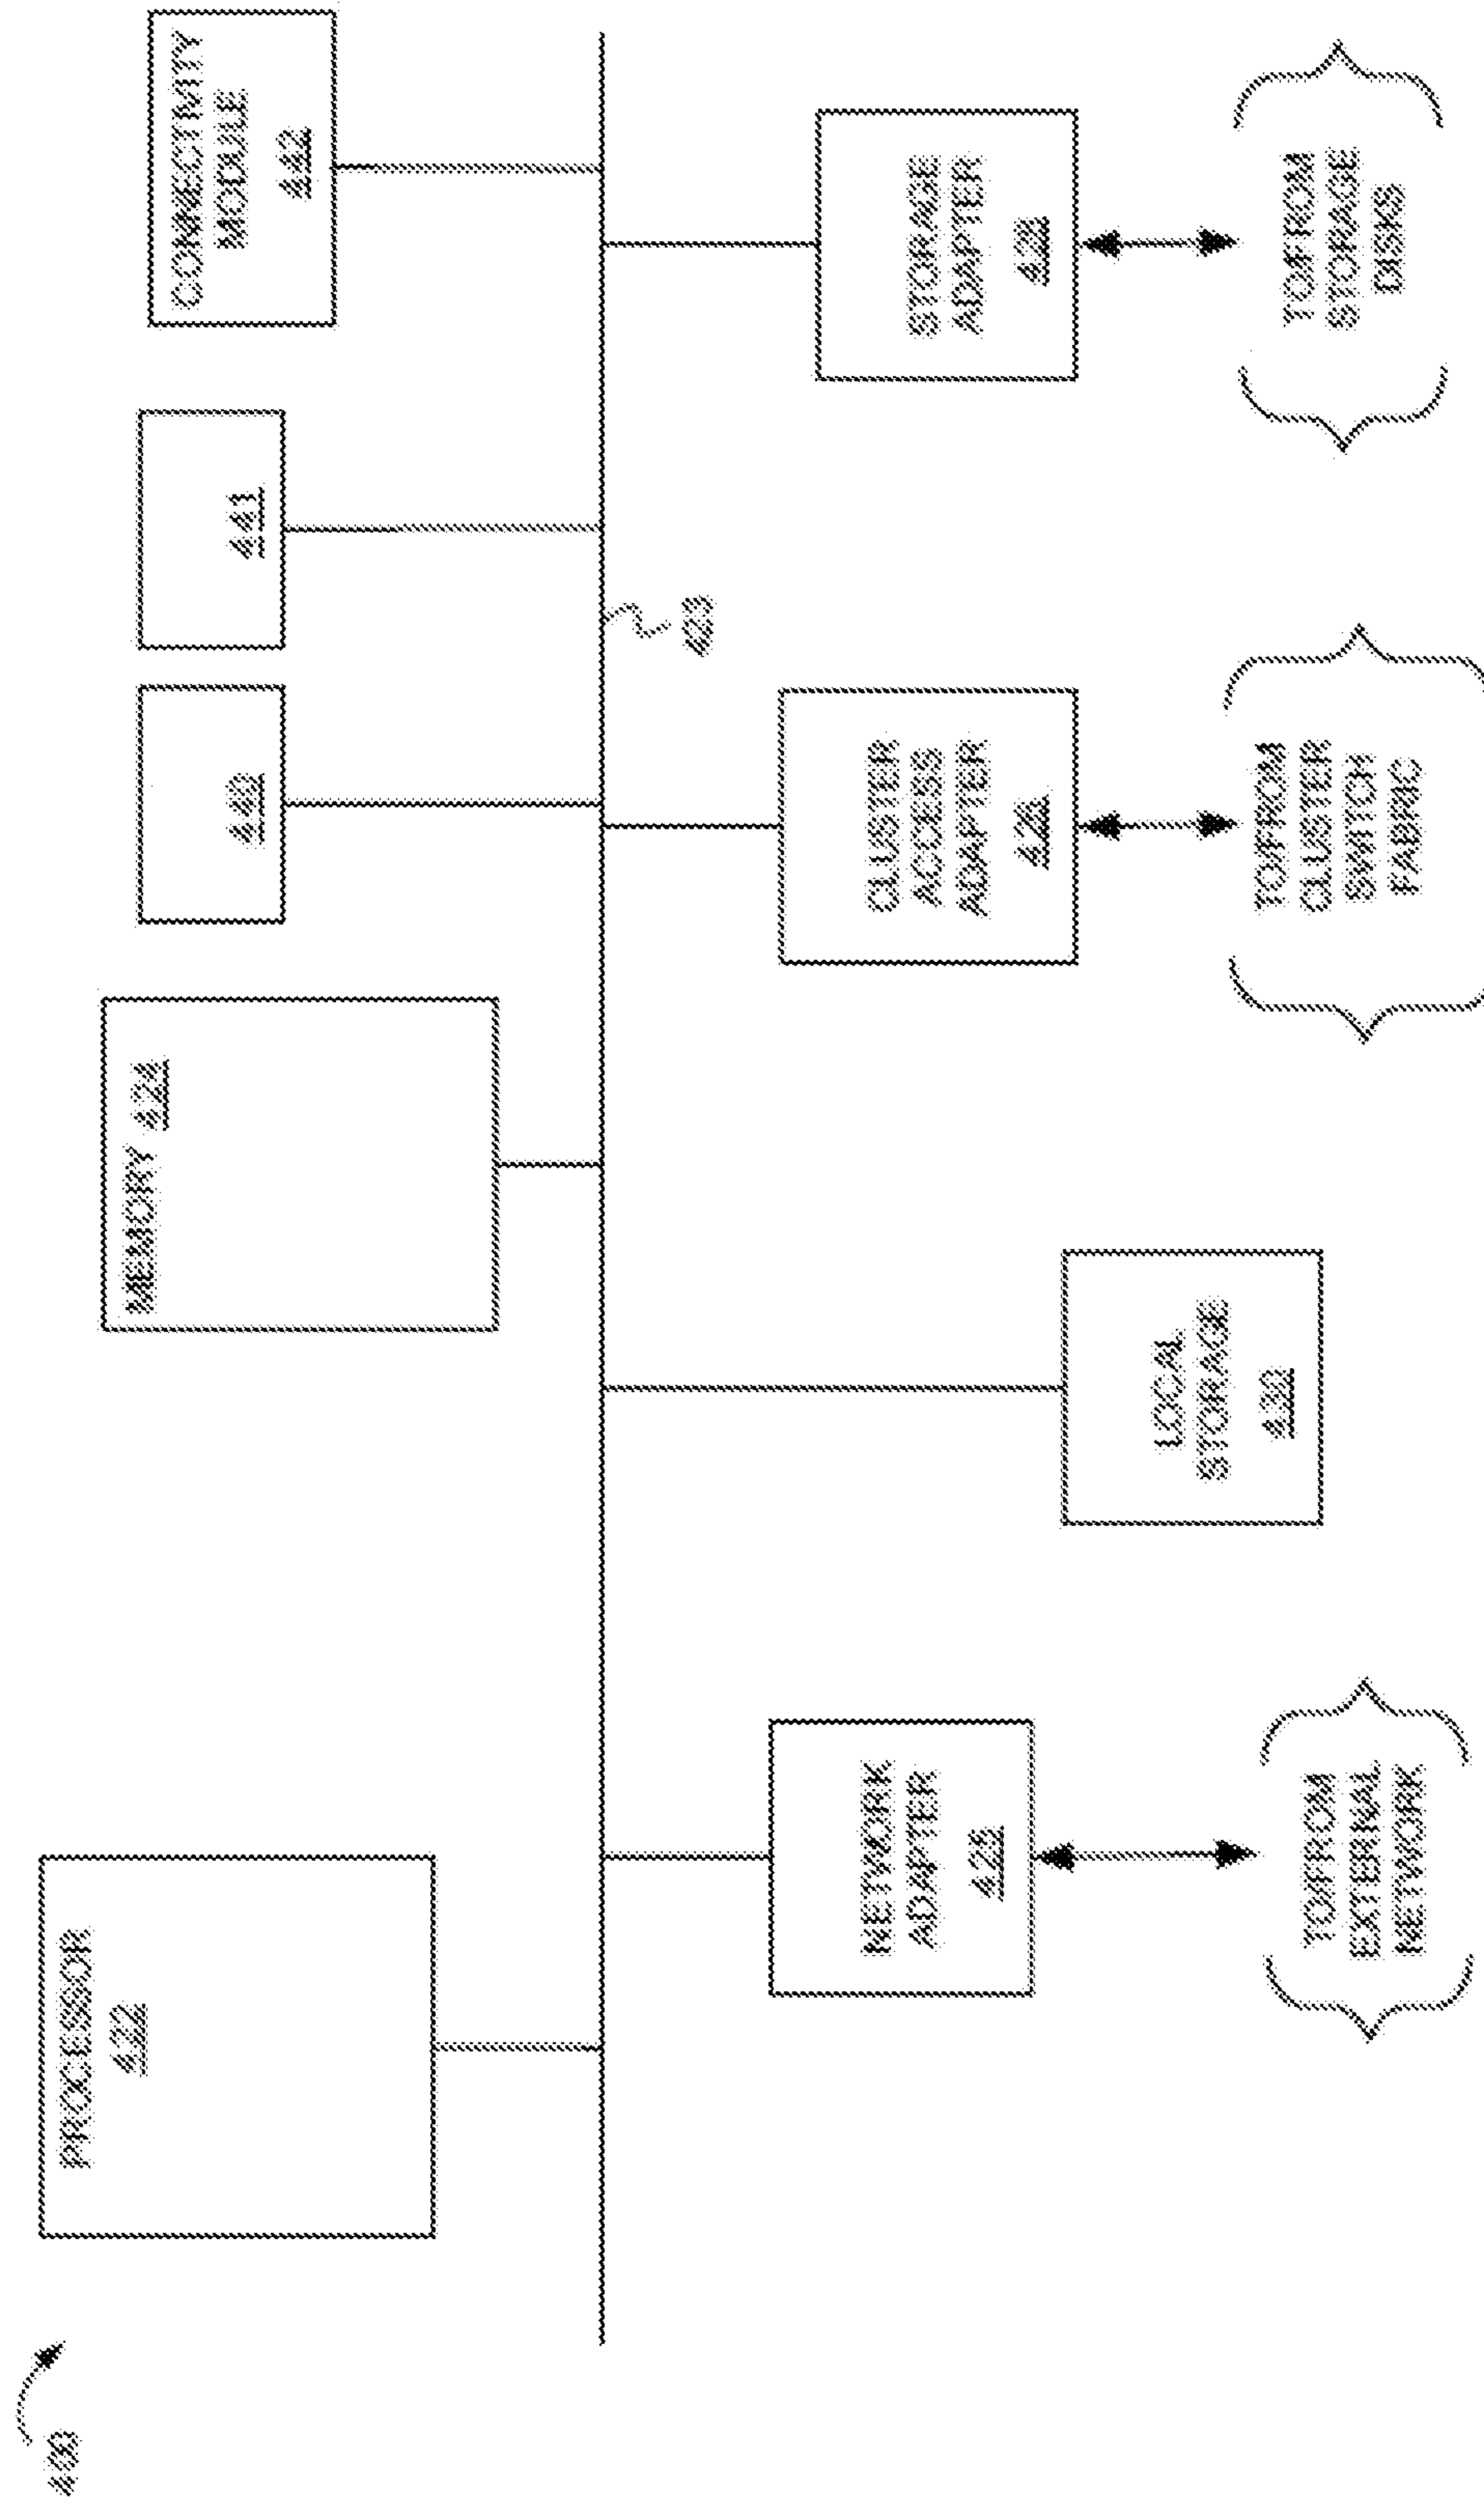 400
PROCESSOR
422
MEMORY 424
440
441
CONNECTIVITY
MODULE
442
423
NETWORK
ADAPTER
425
LOCAL
STORAGE
430
CLUSTER
ACCESS
ADAPTER
426
STORAGE
ADAPTER
428
TO/FROM
EXTERNAL
NETWORK
TO/FROM
CLUSTER
SWITCH
FABRIC
TO/FROM
STORAGE
DISKS